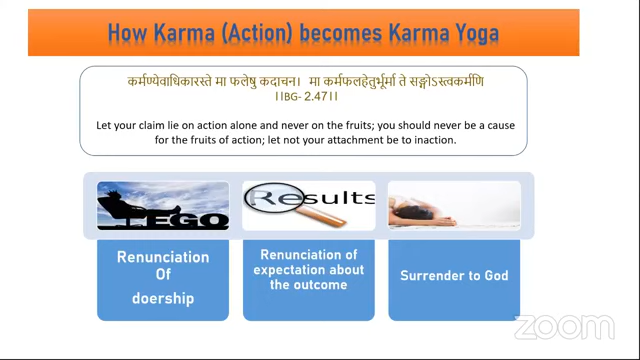 How Karma (Action) becomes Karma Yoga
कर्मण्येवाधिकारस्ते मा फलेषु कदाचन। मा कर्मफलहेतुर्भूर्मा ते सङ्गोऽस्त्वकर्मणि
||BG- 2.47||
Let your claim lie on action alone and never on the fruits; you should never be a cause
for the fruits of action; let not your attachment be to inaction.
EGO
Results
Renunciation
Of
doership
Renunciation of
expectation about
the outcome
Surrender to God
zoom